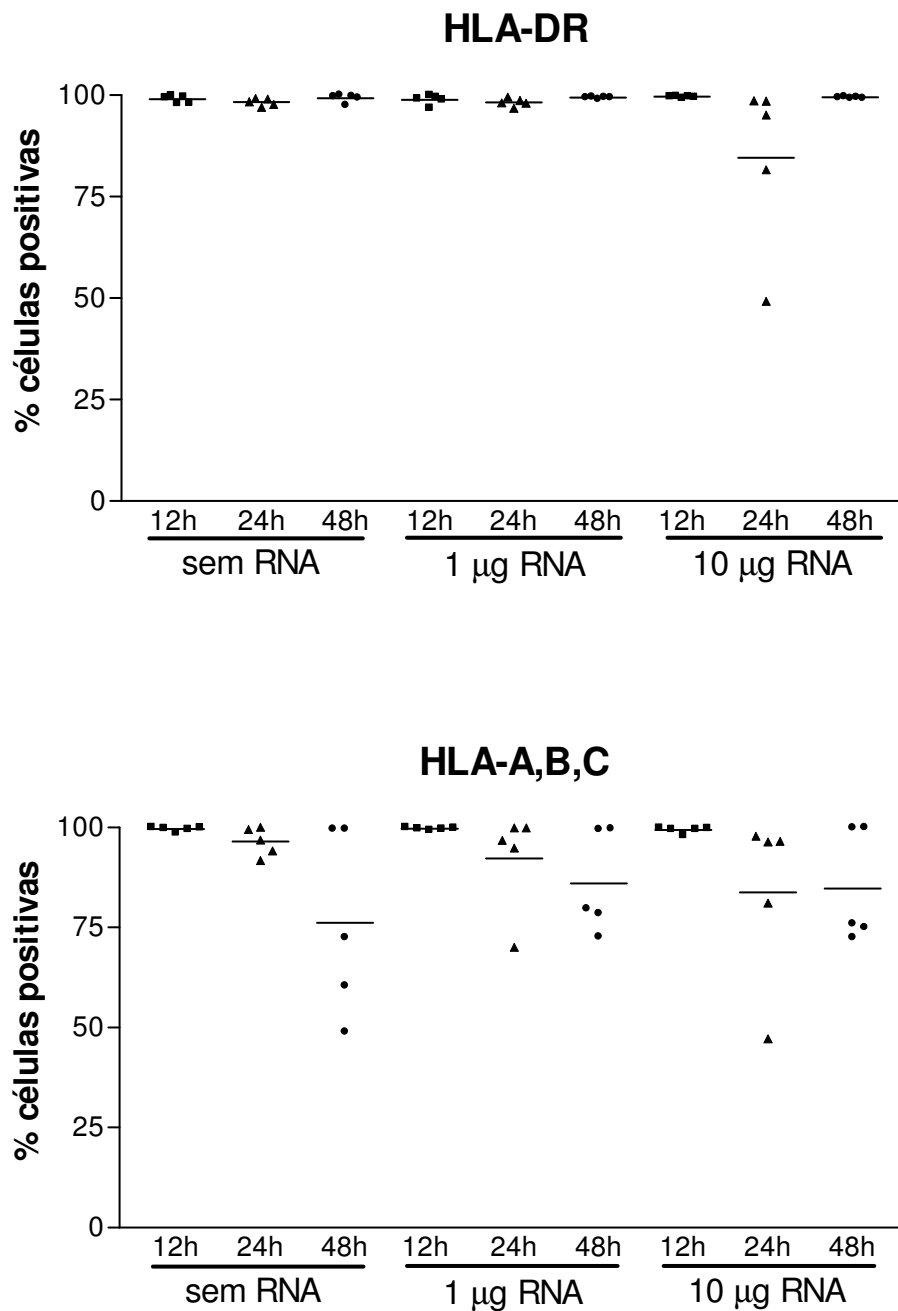 HLA-DR
% células positivas
100
75
50
25
0
12h 24h 48h 12h 24h 48h 12h 24h 48h
sem RNA 1 μg RNA 10 μg RNA
HLA-A,B,C
% células positivas
100
75
50
25
0
12h 24h 48h 12h 24h 48h 12h 24h 48h
sem RNA 1 μg RNA 10 μg RNA